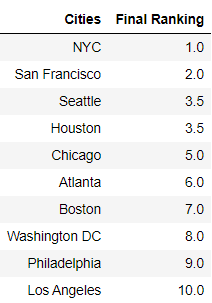 Cities Final Ranking
NYC 1.0
San Francisco 2.0
Seattle 3.5
Houston 3.5
Chicago 5.0
Atlanta 6.0
Boston 7.0
Washington DC 8.0
Philadelphia 9.0
Los Angeles 10.0